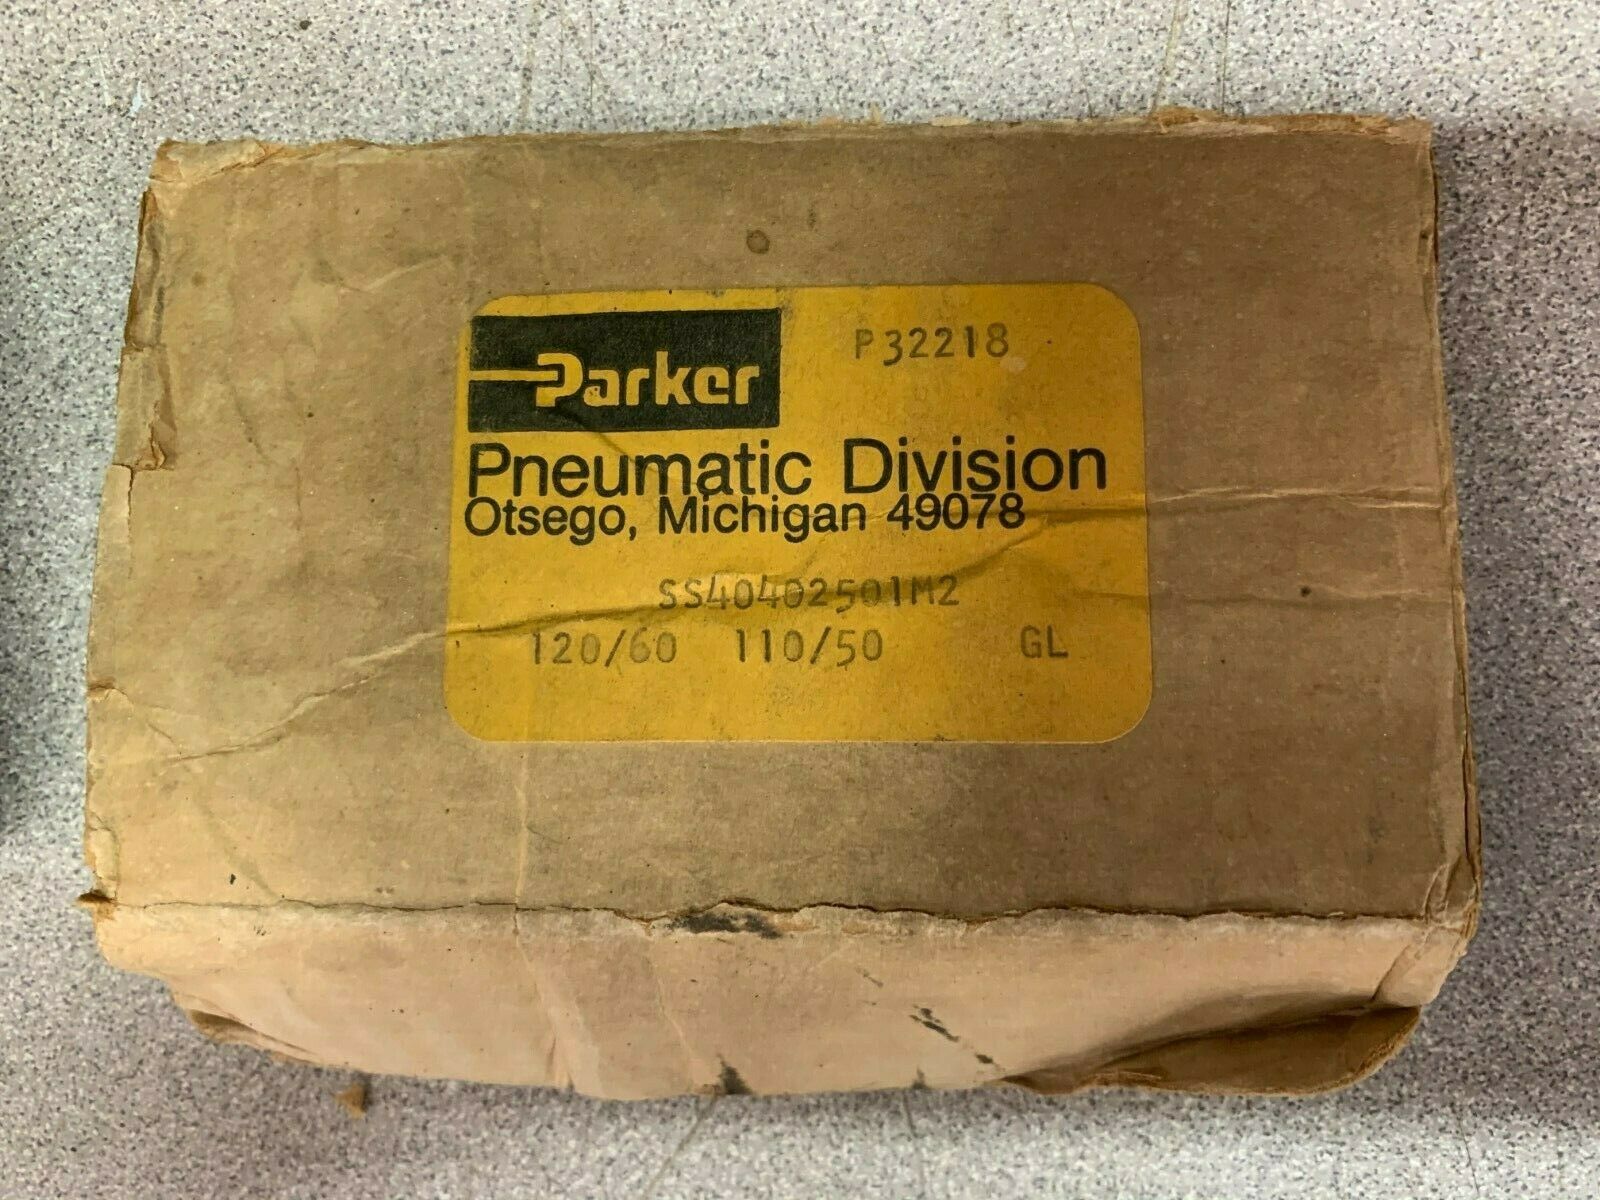 Parker
P32218
Pneumatic Division
Otsego, Michigan 49078
SS40402501M2
120/60 110/50 GL